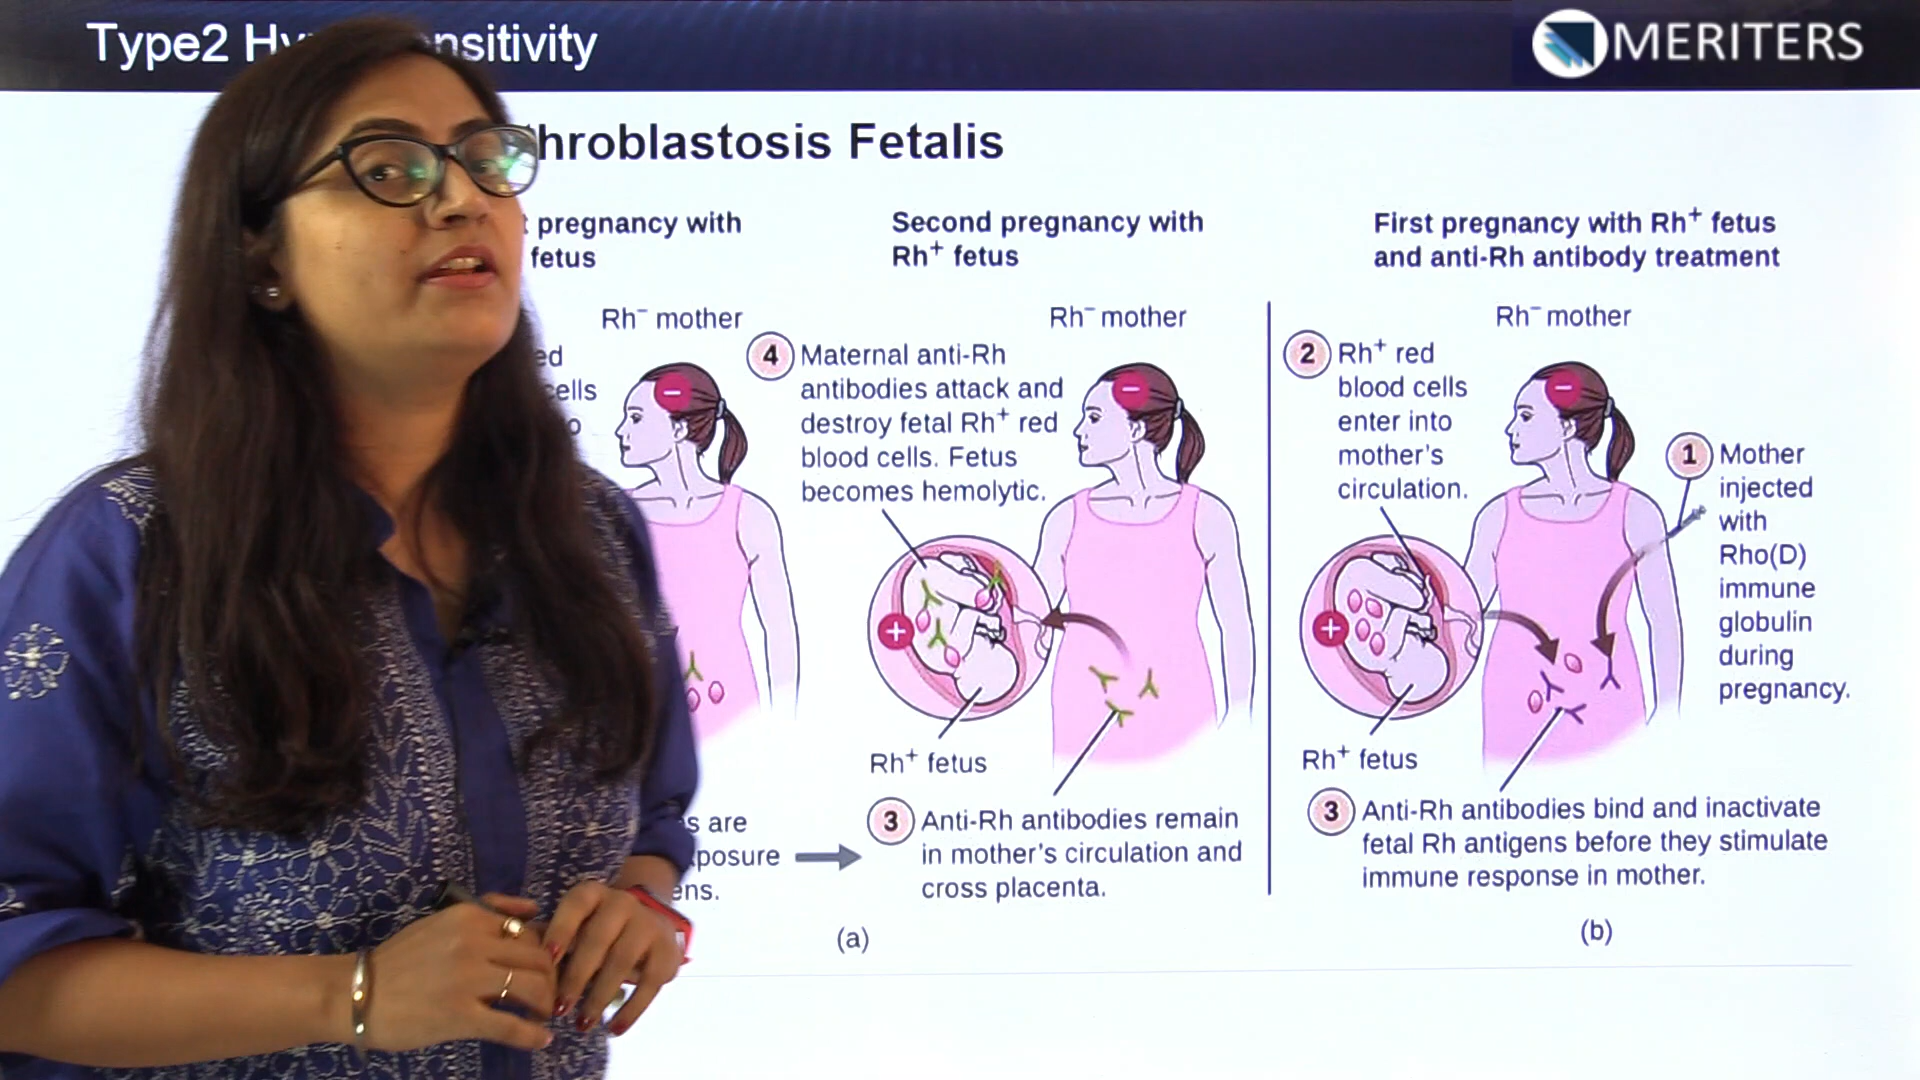 Type2 Hy nsitivity
MERITERS
hroblastosis Fetalis
pregnancy with
fetus
Rh⁻ mother
ed
cells
o
s are
posure
ens.
Second pregnancy with
Rh⁺ fetus
Rh⁻ mother
4 Maternal anti-Rh
antibodies attack and
destroy fetal Rh⁺ red
blood cells. Fetus
becomes hemolytic.
+
−
Rh⁺ fetus
3 Anti-Rh antibodies remain
in mother's circulation and
cross placenta.
(a)
First pregnancy with Rh⁺ fetus
and anti-Rh antibody treatment
Rh⁻ mother
2 Rh⁺ red
blood cells
enter into
mother's
circulation.
1 Mother
injected
with
Rho(D)
immune
globulin
during
pregnancy.
+
−
Rh⁺ fetus
3 Anti-Rh antibodies bind and inactivate
fetal Rh antigens before they stimulate
immune response in mother.
(b)